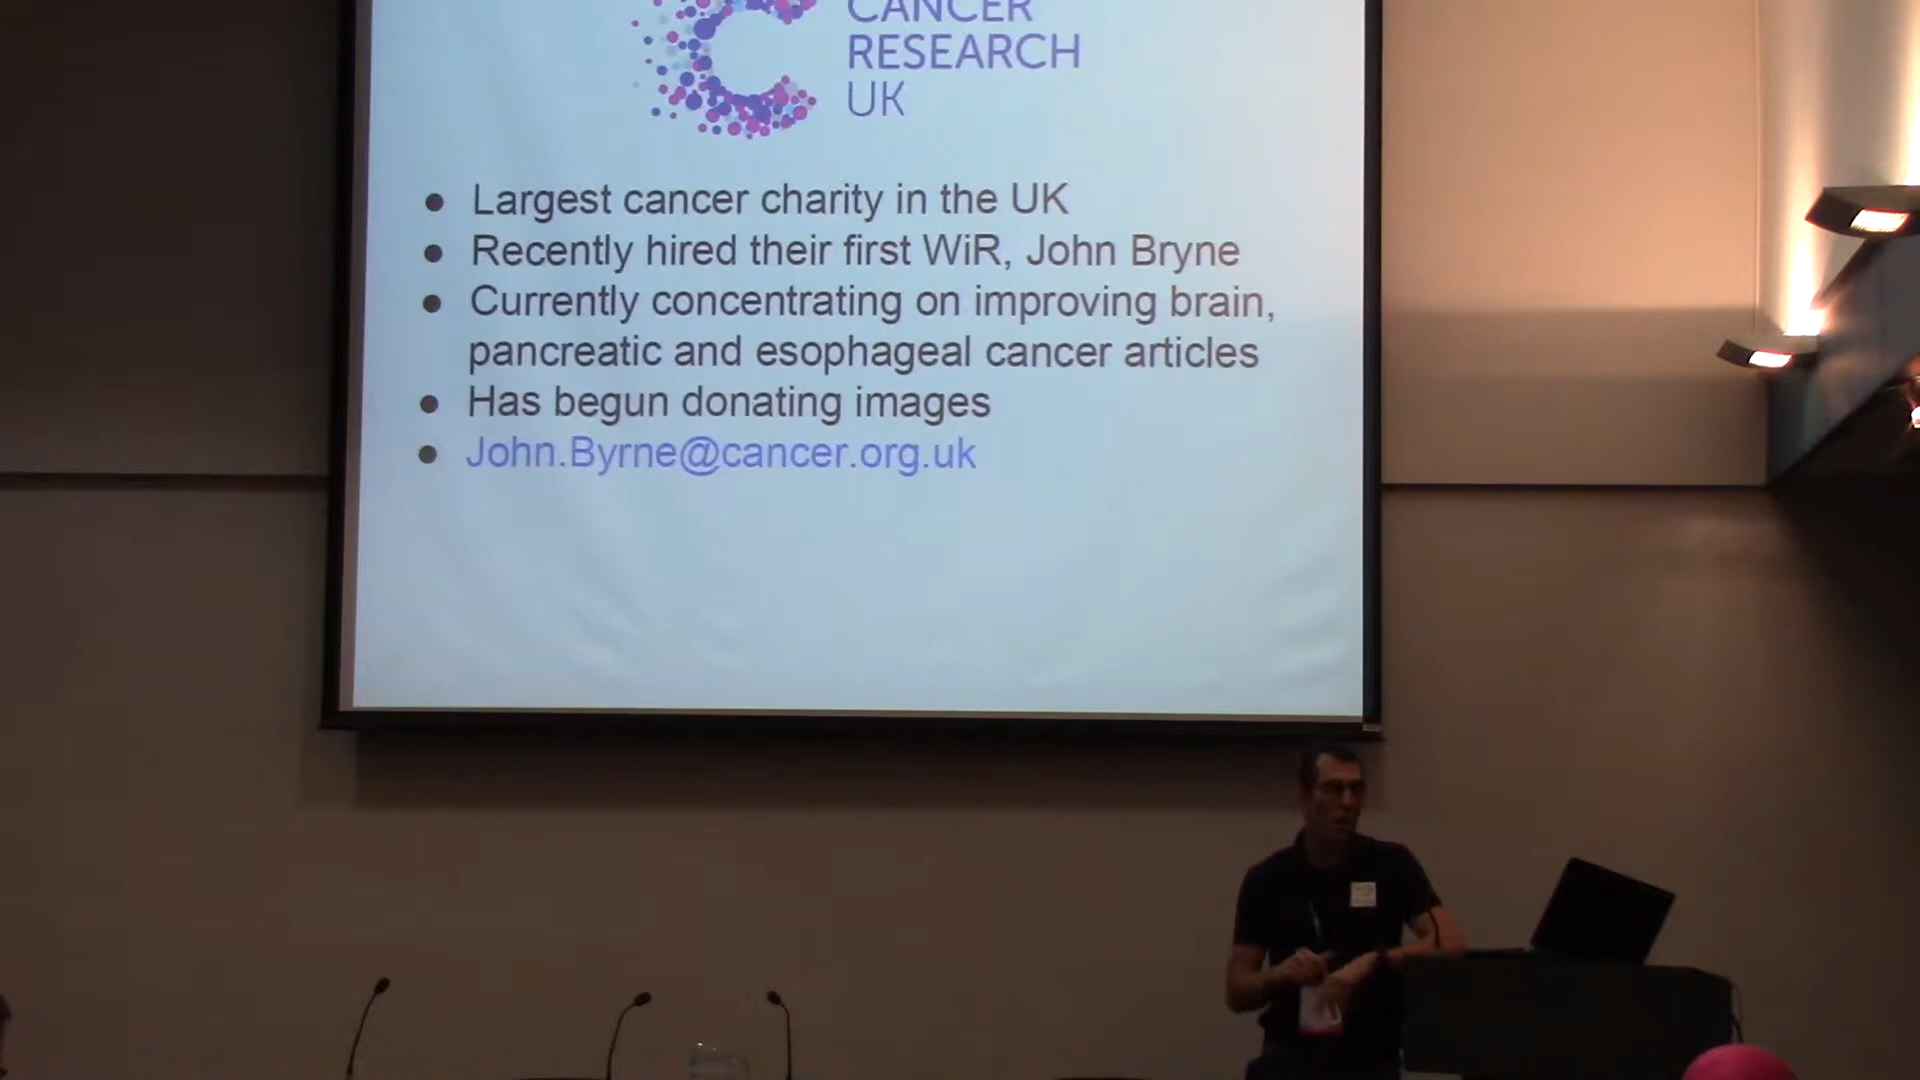 CANCER
RESEARCH
UK
● Largest cancer charity in the UK
● Recently hired their first WiR, John Bryne
● Currently concentrating on improving brain,
pancreatic and esophageal cancer articles
● Has begun donating images
● John.Byrne@cancer.org.uk